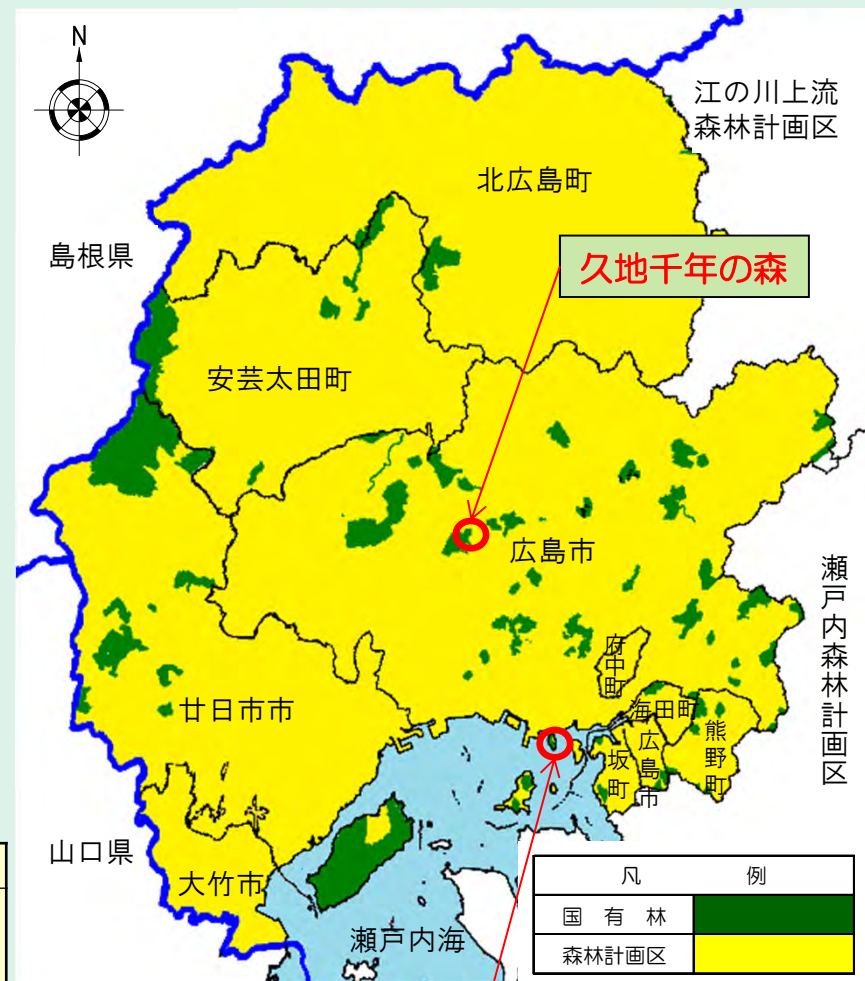 N
江の川上流
森林計画区
北広島町
島根県
久地千年の森
安芸太田町
広島市
瀬戸内森林計画区
府中町
海田町
廿日市市
熊野町
広島市
坂町
山口県
大竹市
瀬戸内海
凡 例
国 有 林
森林計画区